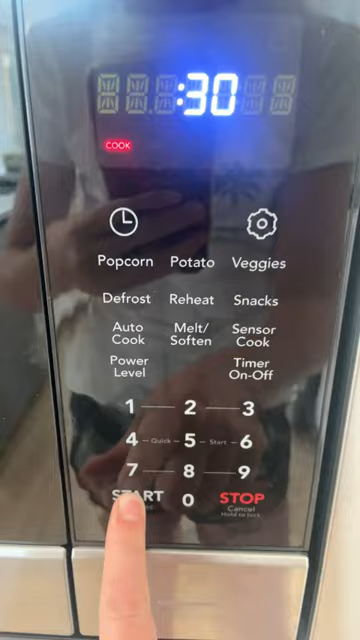 :30
COOK
Popcorn Potato Veggies
Defrost Reheat Snacks
Auto Cook Melt/ Soften Sensor Cook
Power Level Timer On-Off
1 2 3
4 Quick 5 Start 6
7 8 9
START 0 STOP
Cancel
Hold to lock